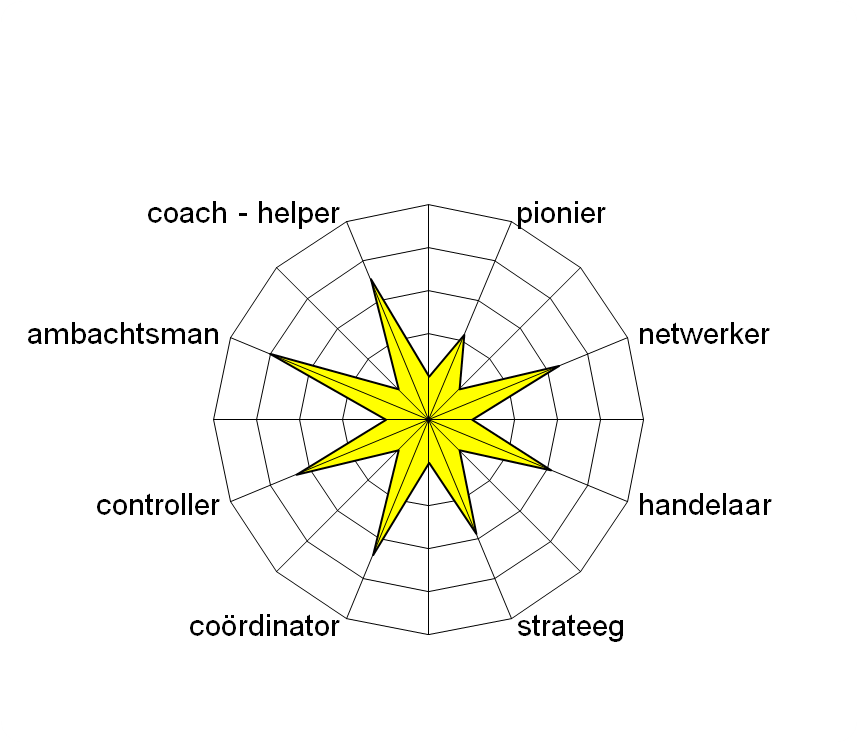 coach - helper
pionier
ambachtsman
netwerker
controller
handelaar
coördinator
strateeg